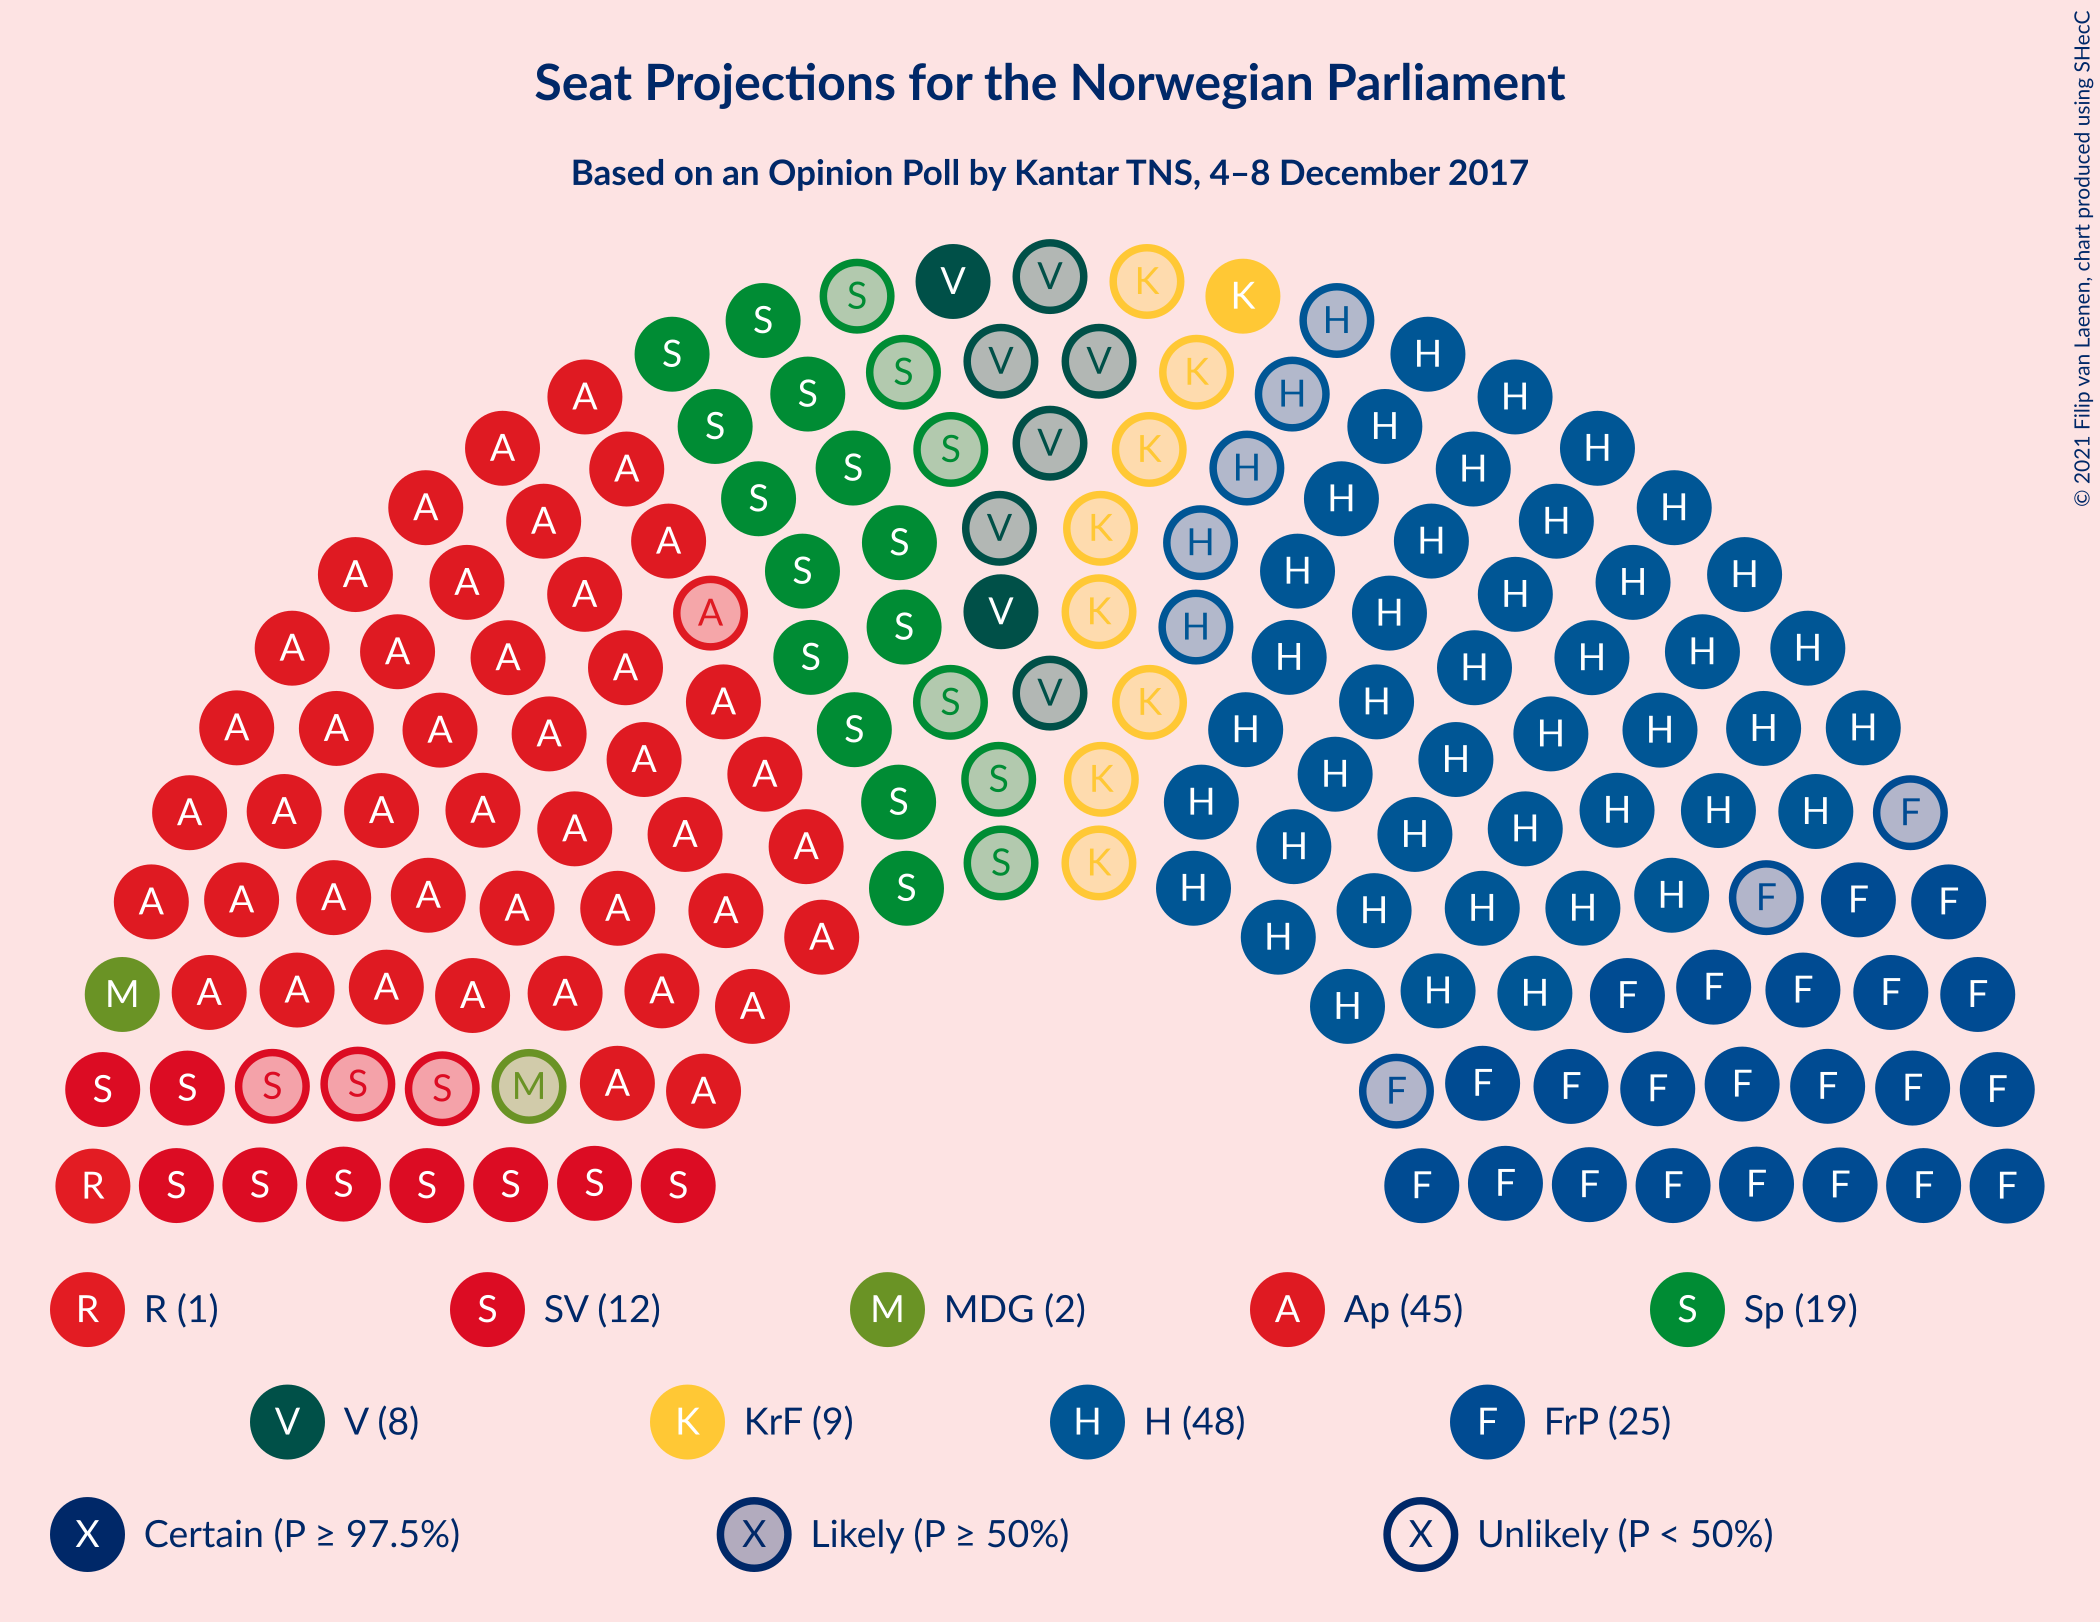 Seat Projections for the Norwegian Parliament
Based on an Opinion Poll by Kantar TNS, 4–8 December 2017
© 2021 Filip van Laenen, chart produced using SHecC
S V V K K H
S S H
A S V V K H
S S H
A S V K H H
A S S H
A A S V K H H
A S S H
A A A S V K H H
A A S S H H
A A A A S V K H H
A A A S S H H
A A A A A S K H H H
A A A A S H H H F
A A A A A A S K H H H H
A A A A A H H F F F
M A A A A A A A H H H F F F F F
S S S S S M A A F F F F F F F F
R S S S S S S S F F F F F F F F
R R (1) S SV (12) M MDG (2) A Ap (45) S Sp (19)
V V (8) K KrF (9) H H (48) F FrP (25)
X Certain (P ≥ 97.5%) X Likely (P ≥ 50%) X Unlikely (P < 50%)